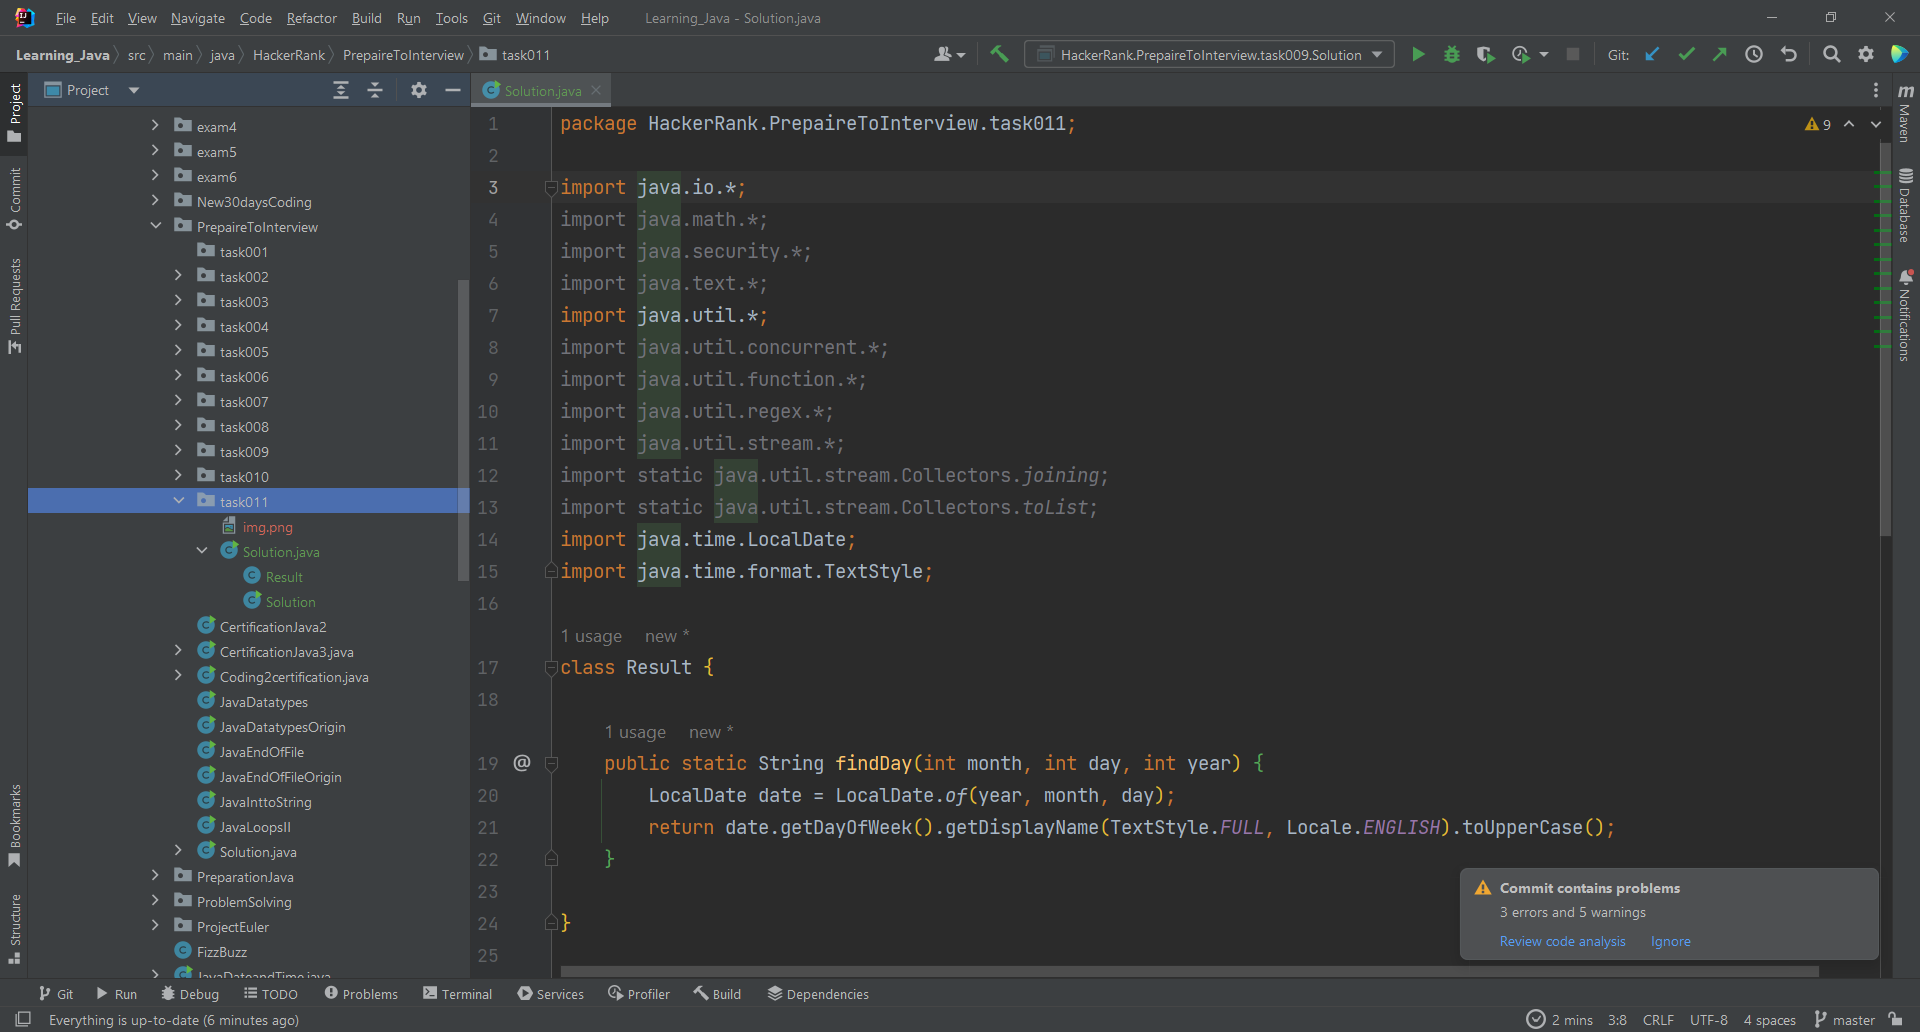 File Edit View Navigate Code Refactor Build Run Tools Git Window Help Learning_Java - Solution.java
Learning_Java src main java HackerRank PrepaireToInterview task011 HackerRank.PrepaireToInterview.task009.Solution Git:
Project
Solution.java
Project
Commit
Pull Requests
Bookmarks
Structure
exam4
exam5
exam6
New30daysCoding
PrepaireToInterview
task001
task002
task003
task004
task005
task006
task007
task008
task009
task010
task011
img.png
Solution.java
Result
Solution
CertificationJava2
CertificationJava3.java
Coding2certification.java
JavaDatatypes
JavaDatatypesOrigin
JavaEndOfFile
JavaEndOfFileOrigin
JavaInttoString
JavaLoopsII
Solution.java
PreparationJava
ProblemSolving
ProjectEuler
FizzBuzz
JavaDateandTime.java
1 package HackerRank.PrepaireToInterview.task011;
2
3 import java.io.*;
4 import java.math.*;
5 import java.security.*;
6 import java.text.*;
7 import java.util.*;
8 import java.util.concurrent.*;
9 import java.util.function.*;
10 import java.util.regex.*;
11 import java.util.stream.*;
12 import static java.util.stream.Collectors.joining;
13 import static java.util.stream.Collectors.toList;
14 import java.time.LocalDate;
15 import java.time.format.TextStyle;
16
1 usage new *
17 class Result {
18
1 usage new *
19 @ public static String findDay(int month, int day, int year) {
20 LocalDate date = LocalDate.of(year, month, day);
21 return date.getDayOfWeek().getDisplayName(TextStyle.FULL, Locale.ENGLISH).toUpperCase();
22 }
23
24 }
25
9
m
Maven
Database
Notifications
Commit contains problems
3 errors and 5 warnings
Review code analysis Ignore
Git Run Debug TODO Problems Terminal Services Profiler Build Dependencies
Everything is up-to-date (6 minutes ago) 2 mins 3:8 CRLF UTF-8 4 spaces master